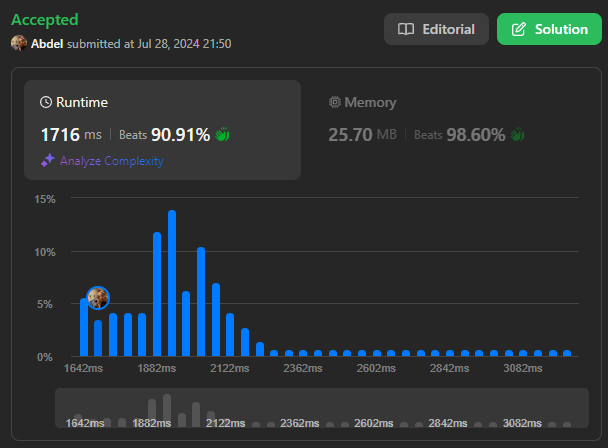 Accepted
Editorial
Solution
Abdel submitted at Jul 28, 2024 21:50
Runtime
Memory
1716 ms | Beats 90.91%
25.70 MB | Beats 98.60%
Analyze Complexity
15%
10%
5%
0%
1642ms 1882ms 2122ms 2362ms 2602ms 2842ms 3082ms
1642ms 1882ms 2122ms 2362ms 2602ms 2842ms 3082ms